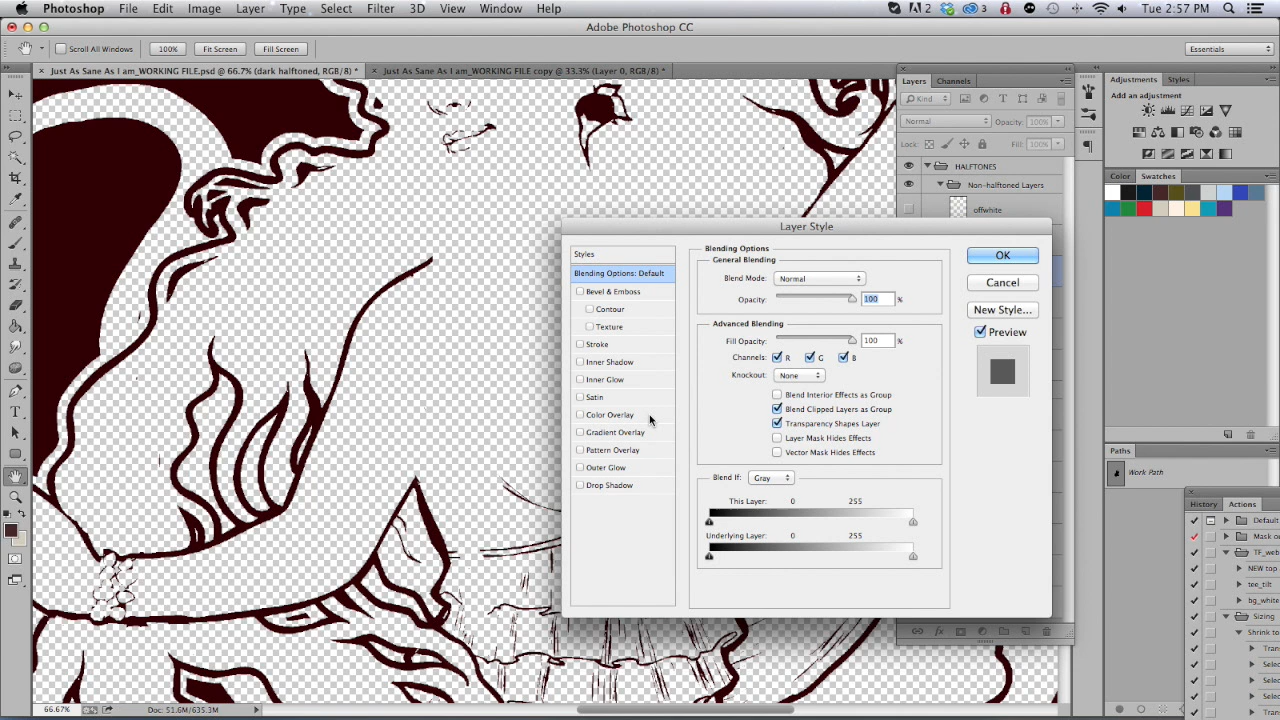 Photoshop File Edit Image Layer Type Select Filter 3D View Window Help 2 3 Tue 2:57 PM
Adobe Photoshop CC
Scroll All Windows 100% Fit Screen Fill Screen Essentials
Just As Sane As I am_WORKING FILE.psd @ 66.7% (dark halftoned, RGB/8) * Just As Sane As I am_WORKING FILE copy @ 33.3% (Layer 0, RGB/8) *
Layers Channels
Kind
Normal Opacity: 100%
Lock: Fill: 100%
HALFTONES
Non-halftoned Layers
offwhite
Adjustments Styles
Add an adjustment
Color Swatches
Paths
Work Path
History Actions
Default
Mask o
TF_web
NEW top
tee_tilt
bg_white
Sizing
Shrink to
Tran
Selec
Selec
Selec
Tran
Layer Style
Styles
Blending Options: Default
Bevel & Emboss
Contour
Texture
Stroke
Inner Shadow
Inner Glow
Satin
Color Overlay
Gradient Overlay
Pattern Overlay
Outer Glow
Drop Shadow
Blending Options
General Blending
Blend Mode: Normal
Opacity: 100 %
Advanced Blending
Fill Opacity: 100 %
Channels: R G B
Knockout: None
Blend Interior Effects as Group
Blend Clipped Layers as Group
Transparency Shapes Layer
Layer Mask Hides Effects
Vector Mask Hides Effects
Blend If: Gray
This Layer: 0 255
Underlying Layer: 0 255
OK
Cancel
New Style...
Preview
66.67% Doc: 51.6M/635.3M